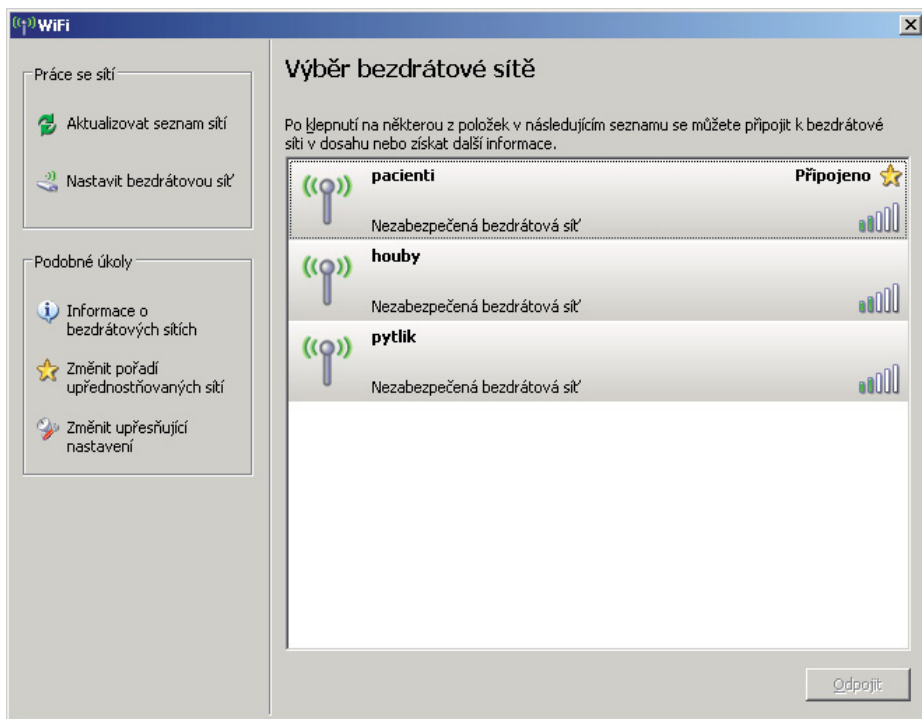 WiFi
Práce se sítí
Aktualizovat seznam sítí
Nastavit bezdrátovou síť
Podobné úkoly
Informace o
bezdrátových sítích
Změnit pořadí
upřednostňovaných sítí
Změnit upřesňující
nastavení
Výběr bezdrátové sítě
Po klepnutí na některou z položek v následujícím seznamu se můžete připojit k bezdrátové
síti v dosahu nebo získat další informace.
pacienti Připojeno
Nezabezpečená bezdrátová síť
houby
Nezabezpečená bezdrátová síť
pytlik
Nezabezpečená bezdrátová síť
Odpojit